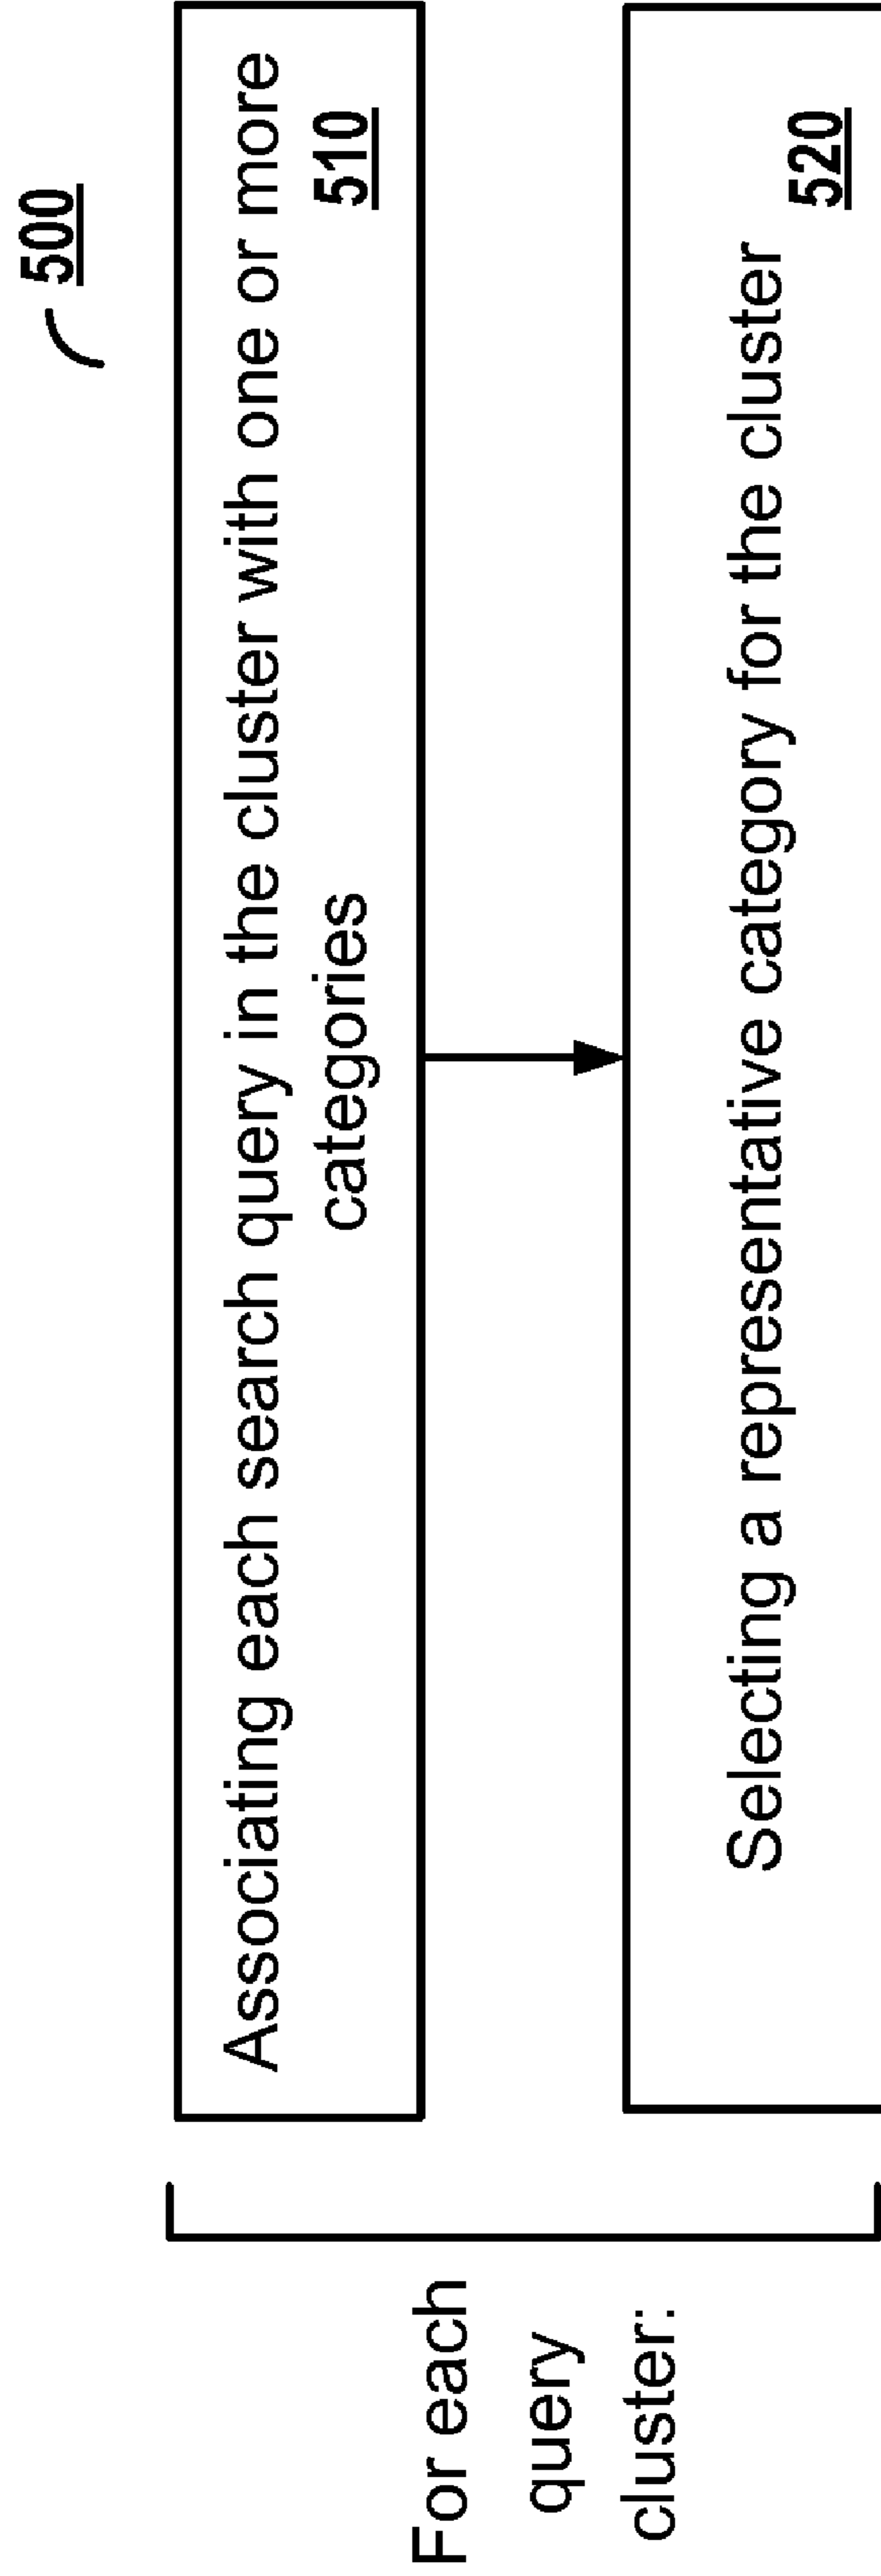 500
For each
query
cluster:
Associating each search query in the cluster with one or more
categories
510
Selecting a representative category for the cluster
520